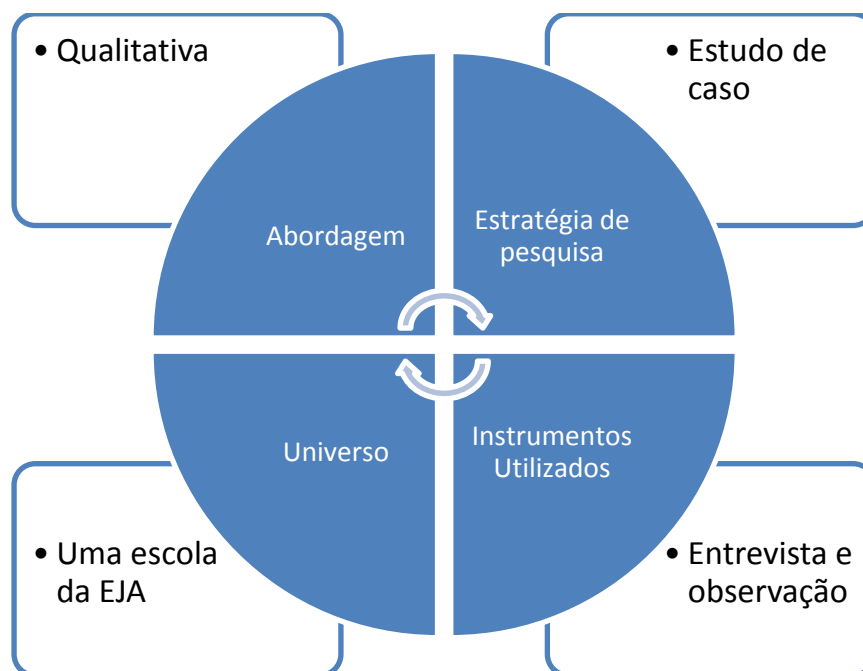 • Qualitativa
• Estudo de
caso
Abordagem
Estratégia de
pesquisa
Universo
Instrumentos
Utilizados
• Uma escola
da EJA
• Entrevista e
observação